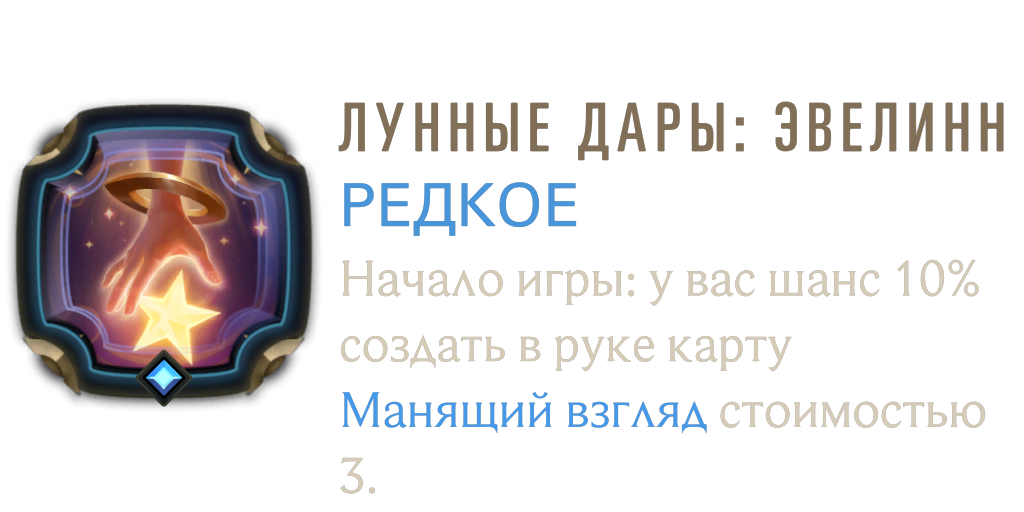 ЛУННЫЕ ДАРЫ: ЭВЕЛИНН
РЕДКОЕ
Начало игры: у вас шанс 10%
создать в руке карту
Манящий взгляд стоимостью
3.